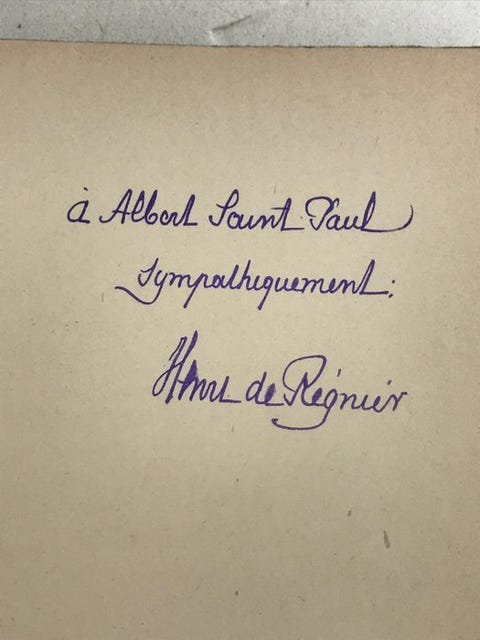 à Albert Saint-Paul
sympathiquement:
Henri de Régnier